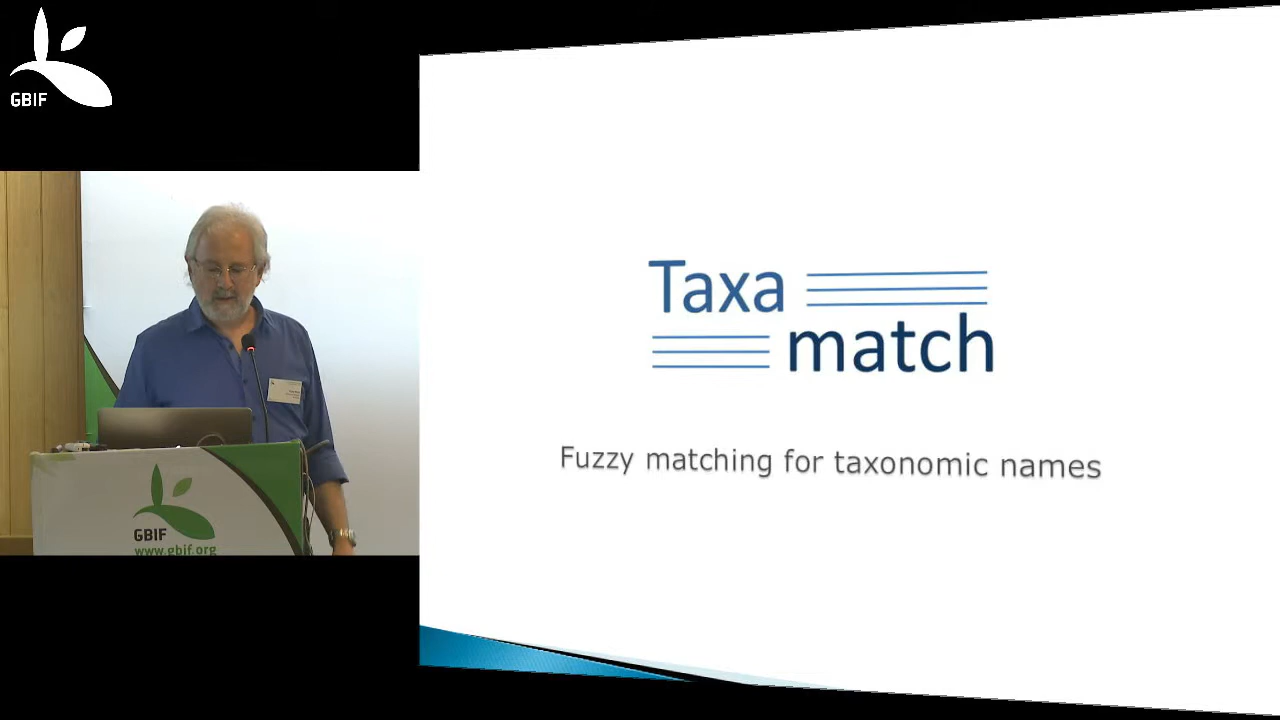 GBIF
Taxa
match
Fuzzy matching for taxonomic names
GBIF
www.gbif.org